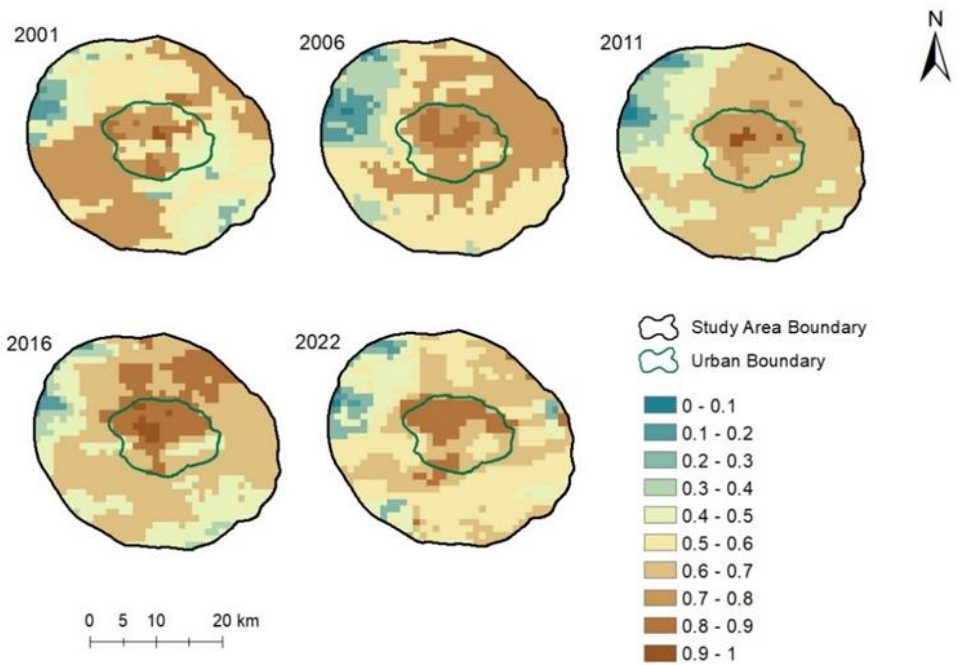 2001
2006
2011
N
2016
2022
Study Area Boundary
Urban Boundary
0 - 0.1
0.1 - 0.2
0.2 - 0.3
0.3 - 0.4
0.4 - 0.5
0.5 - 0.6
0.6 - 0.7
0.7 - 0.8
0.8 - 0.9
0.9 - 1
0 5 10 20 km